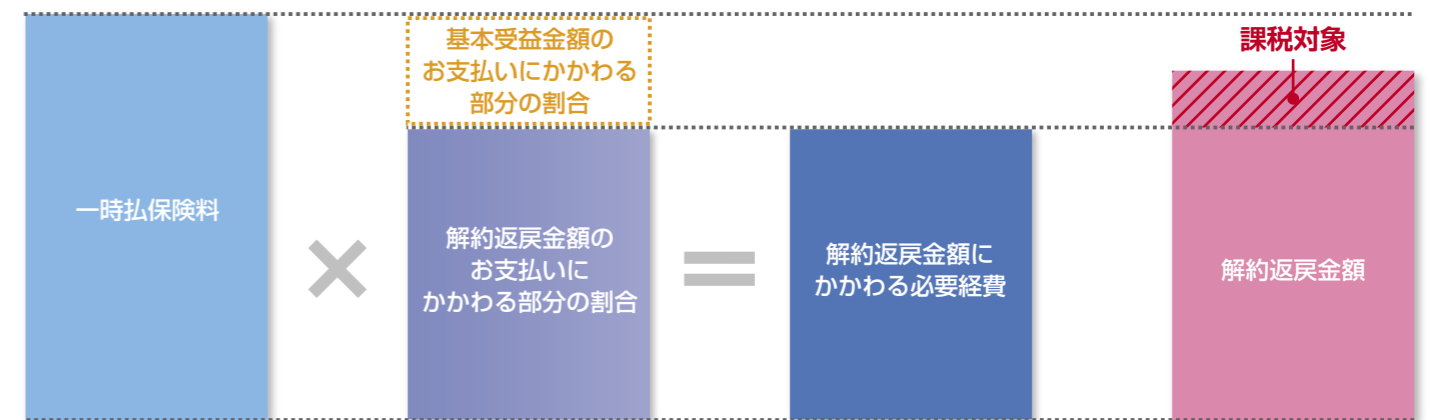 一時払保険料
×
基本受益金額の
お支払いにかかわる
部分の割合
解約返戻金額の
お支払いに
かかわる部分の割合
=
解約返戻金額に
かかわる必要経費
課税対象
解約返戻金額